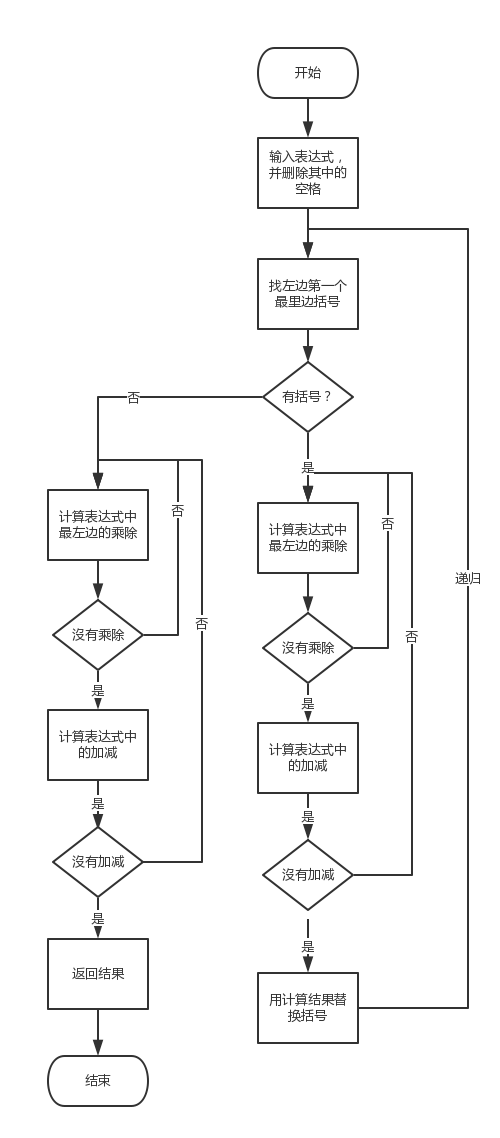 开始
输入表达式，
并删除其中的
空格
找左边第一个
最里边括号
有括号？
否
是
计算表达式中
最左边的乘除
否
沒有乘除
否
是
计算表达式中
的加减
是
沒有加减
是
返回结果
结束
计算表达式中
最左边的乘除
否
沒有乘除
否
是
计算表达式中
的加减
是
沒有加减
是
用计算结果替
换括号
递归